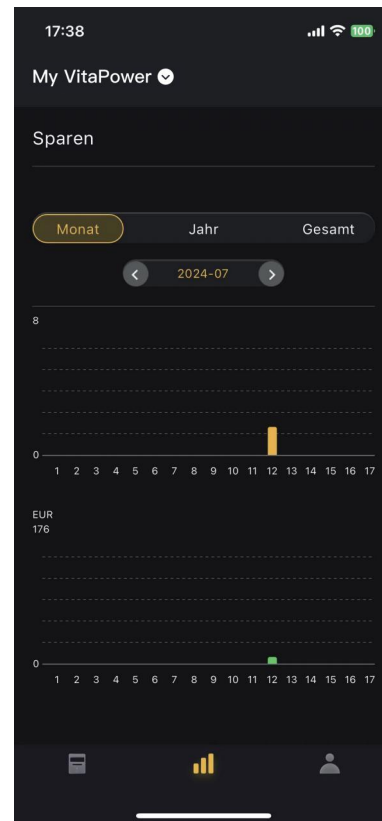 17:38 100
My VitaPower
Sparen
Monat Jahr Gesamt
2024-07
8
0
1 2 3 4 5 6 7 8 9 10 11 12 13 14 15 16 17
EUR
176
0
1 2 3 4 5 6 7 8 9 10 11 12 13 14 15 16 17